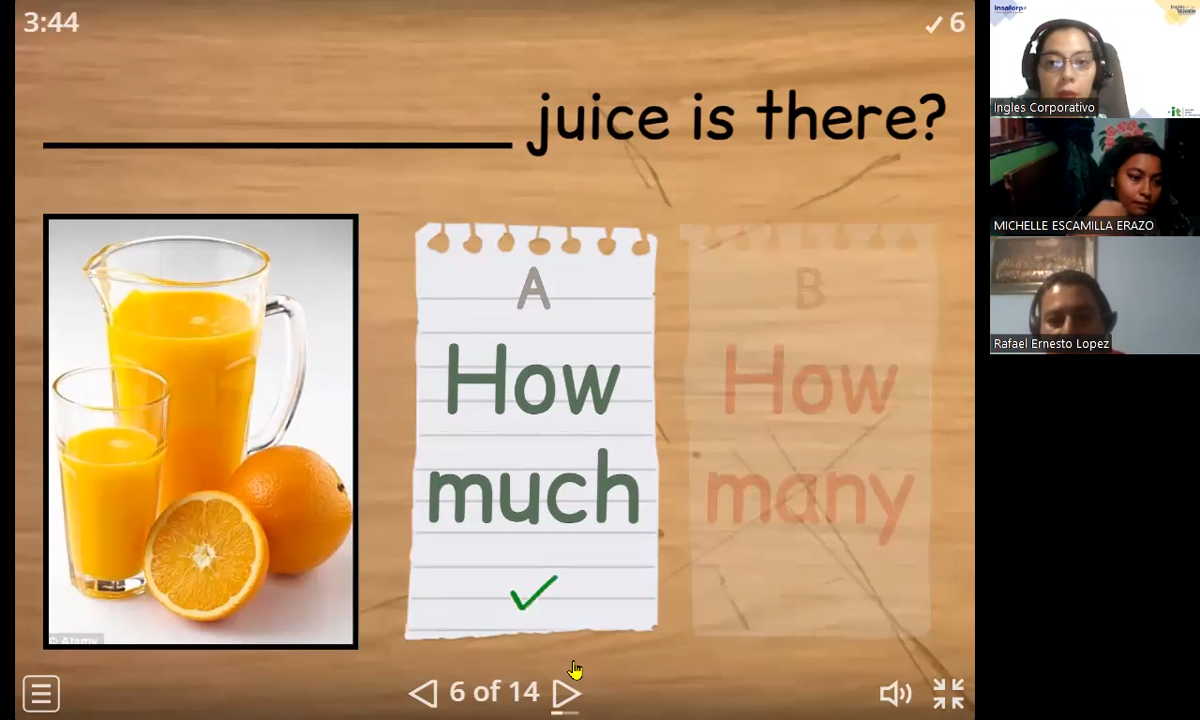 3:44
6
juice is there?
A
How
much
B
How
many
© Alamy
6 of 14
Insaforp
Ingles Corporativo
MICHELLE ESCAMILLA ERAZO
Rafael Ernesto Lopez